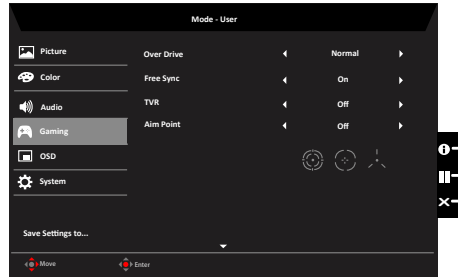 Mode - User
Picture
Color
Audio
Gaming
OSD
System
Save Settings to...
Over Drive Normal
Free Sync On
TVR Off
Aim Point Off
Move Enter